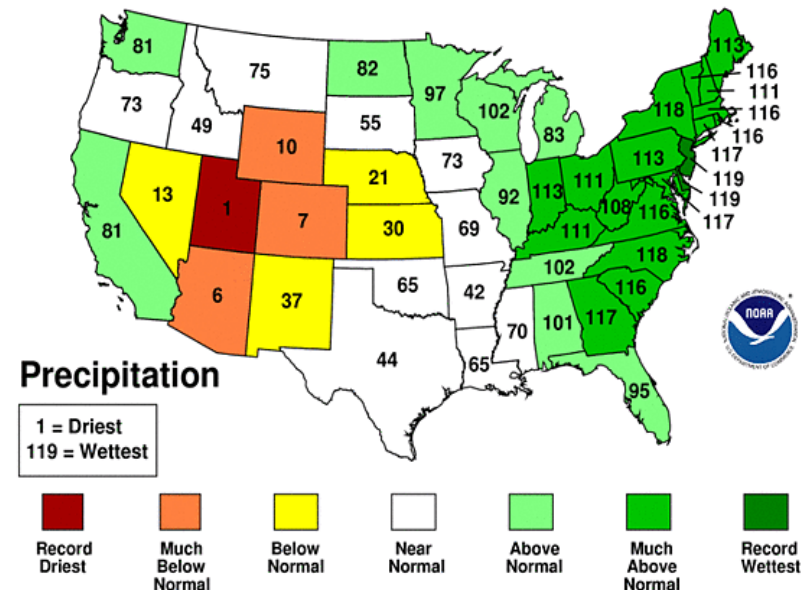 81
75
82
97
73
49
55
102
83
10
73
113
118
116
111
116
116
117
119
119
117
13
1
21
92
113
111
113
108
116
7
30
69
111
81
6
37
65
42
102
118
116
44
65
70
101
117
95
NOAA
Precipitation
1 = Driest
119 = Wettest
Record
Driest
Much
Below
Normal
Below
Normal
Near
Normal
Above
Normal
Much
Above
Normal
Record
Wettest